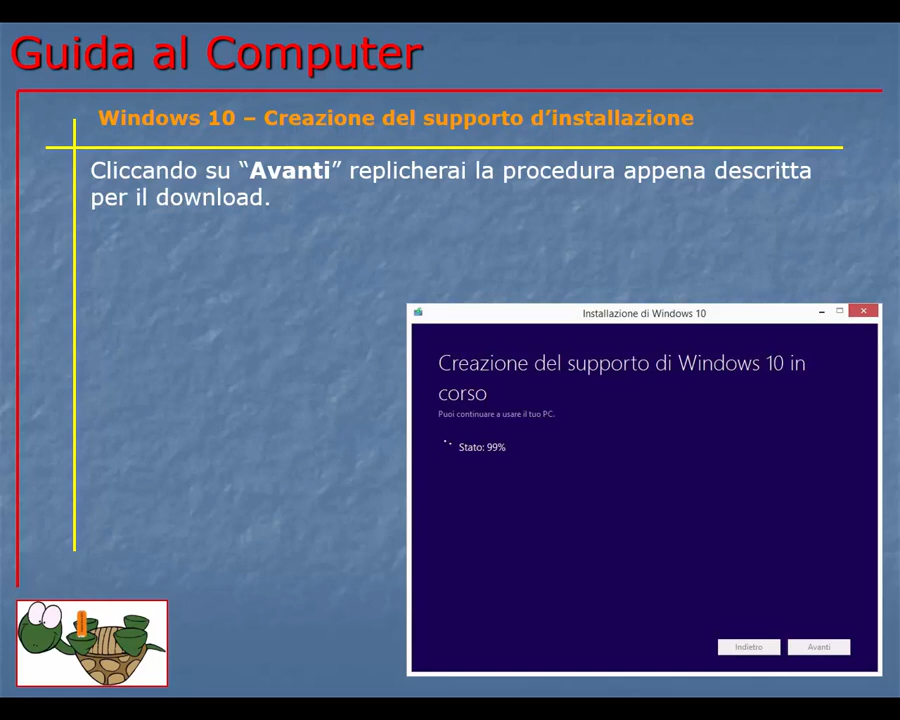 Guida al Computer
Windows 10 – Creazione del supporto d’installazione
Cliccando su “Avanti” replicherai la procedura appena descritta
per il download.
Installazione di Windows 10
Creazione del supporto di Windows 10 in
corso
Puoi continuare a usare il tuo PC.
Stato: 99%
Indietro
Avanti